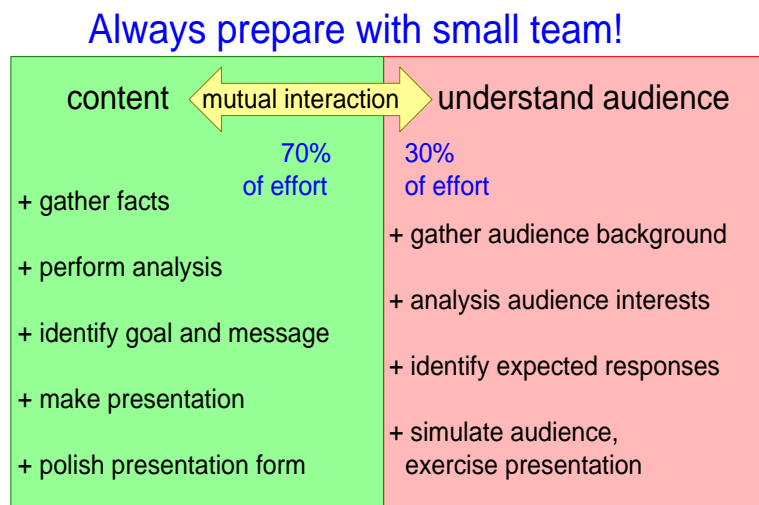 Always prepare with small team!
content
mutual interaction
understand audience
70%
of effort
+ gather facts
+ perform analysis
+ identify goal and message
+ make presentation
+ polish presentation form
30%
of effort
+ gather audience background
+ analysis audience interests
+ identify expected responses
+ simulate audience,
exercise presentation